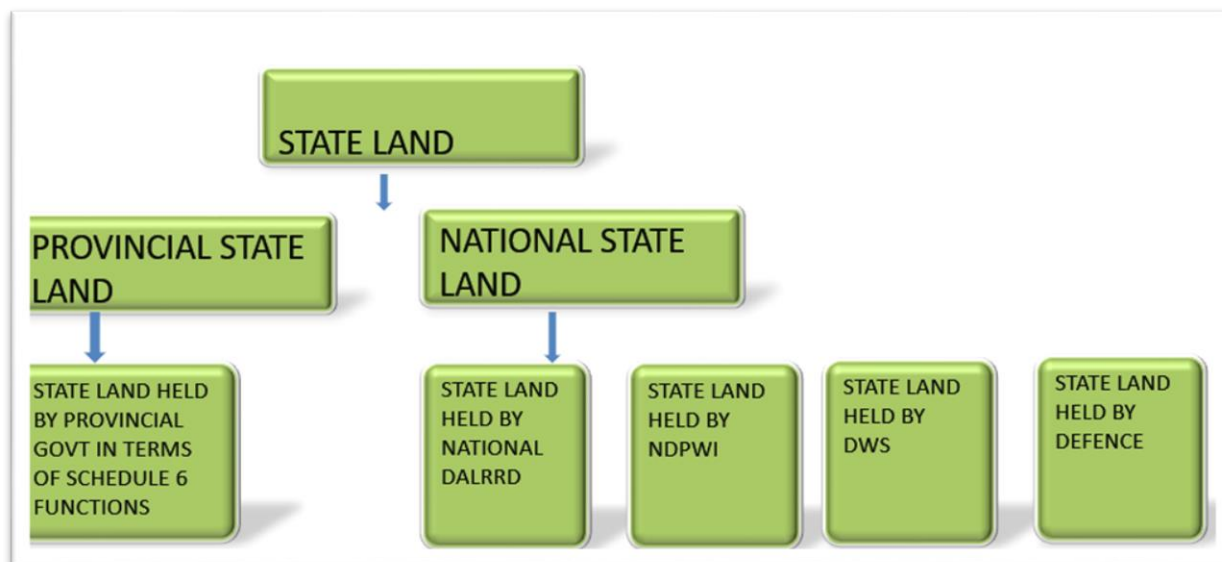 STATE LAND
PROVINCIAL STATE
LAND
NATIONAL STATE
LAND
STATE LAND HELD
BY PROVINCIAL
GOVT IN TERMS
OF SCHEDULE 6
FUNCTIONS
STATE LAND
HELD BY
NATIONAL
DALRRD
STATE LAND
HELD BY
NDPWI
STATE LAND
HELD BY
DWS
STATE LAND
HELD BY
DEFENCE